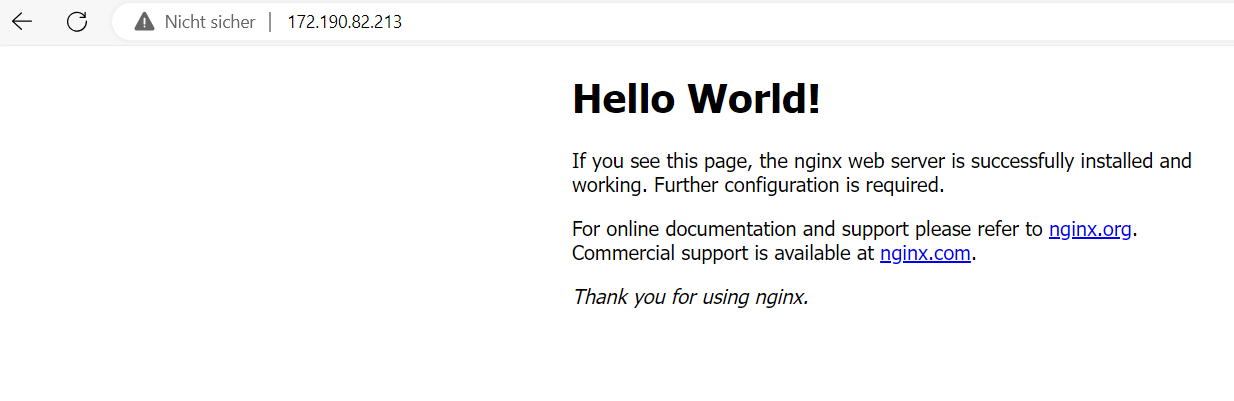 Nicht sicher | 172.190.82.213
Hello World!
If you see this page, the nginx web server is successfully installed and
working. Further configuration is required.
For online documentation and support please refer to nginx.org.
Commercial support is available at nginx.com.
Thank you for using nginx.